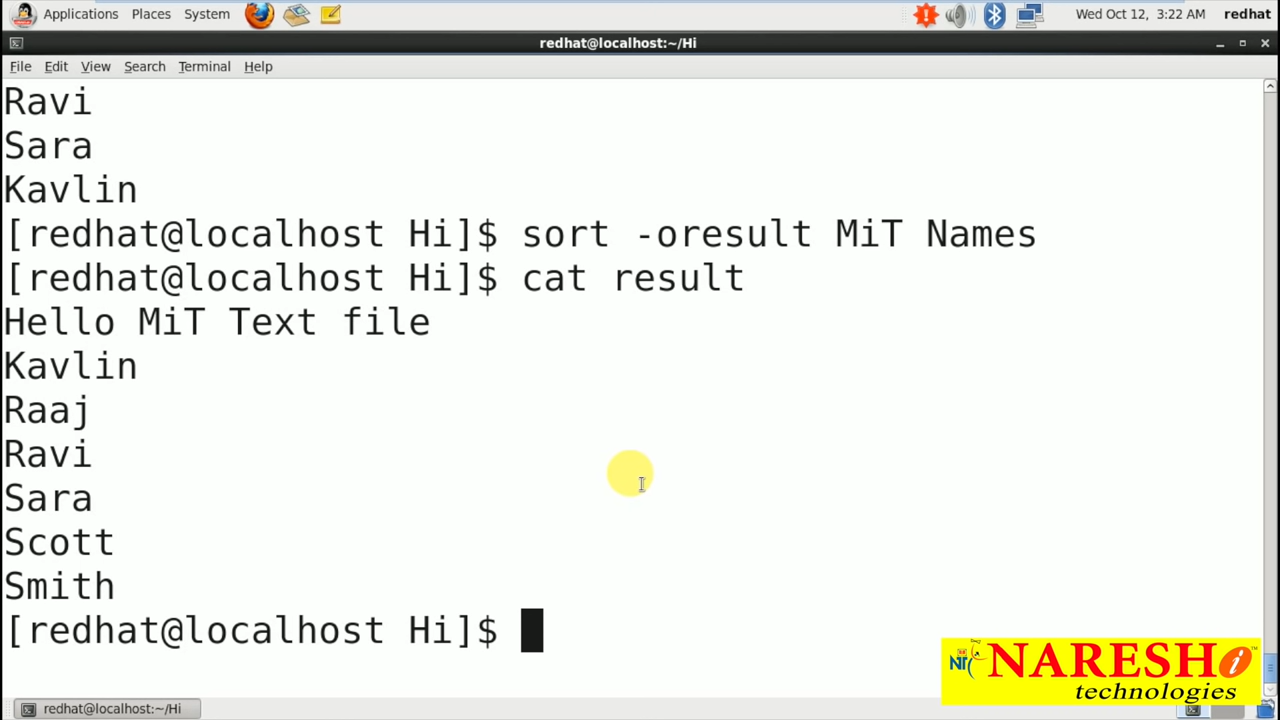 Applications Places System Wed Oct 12, 3:22 AM redhat
redhat@localhost:~/Hi
File Edit View Search Terminal Help
Ravi
Sara
Kavlin
[redhat@localhost Hi]$ sort -oresult MiT Names
[redhat@localhost Hi]$ cat result
Hello MiT Text file
Kavlin
Raaj
Ravi
Sara
Scott
Smith
[redhat@localhost Hi]$
NARESH i
technologies
redhat@localhost:~/Hi